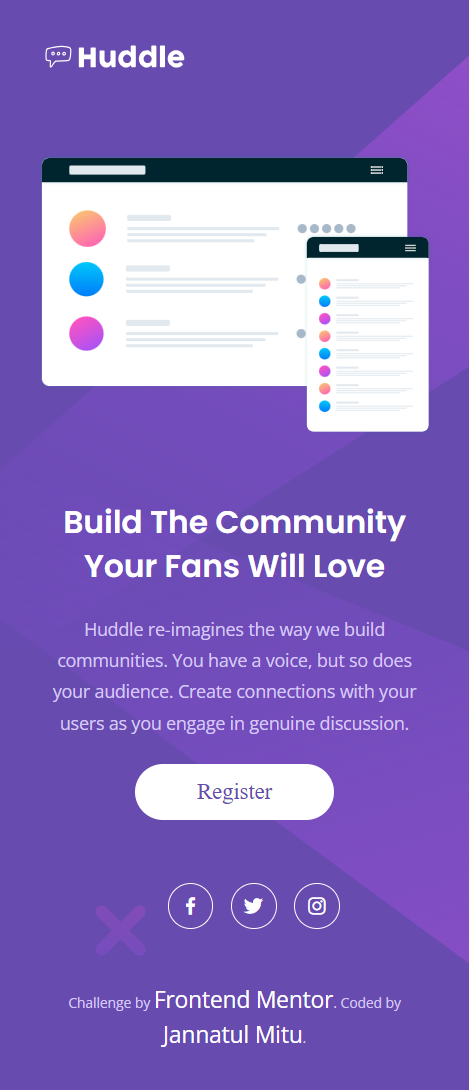 Huddle
Build The Community
Your Fans Will Love
Huddle re-imagines the way we build
communities. You have a voice, but so does
your audience. Create connections with your
users as you engage in genuine discussion.
Register
Challenge by Frontend Mentor. Coded by
Jannatul Mitu.